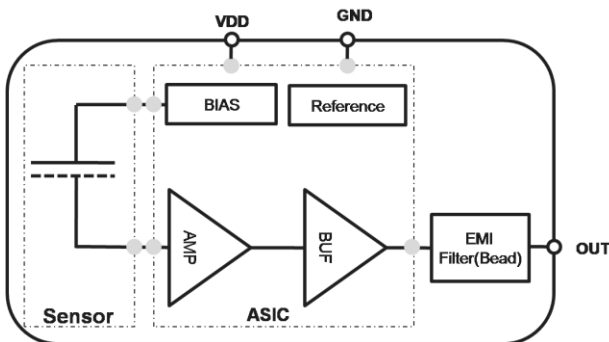 VDD
GND
BIAS
Reference
AMP
BUF
EMI
Filter(Bead)
OUT
Sensor
ASIC